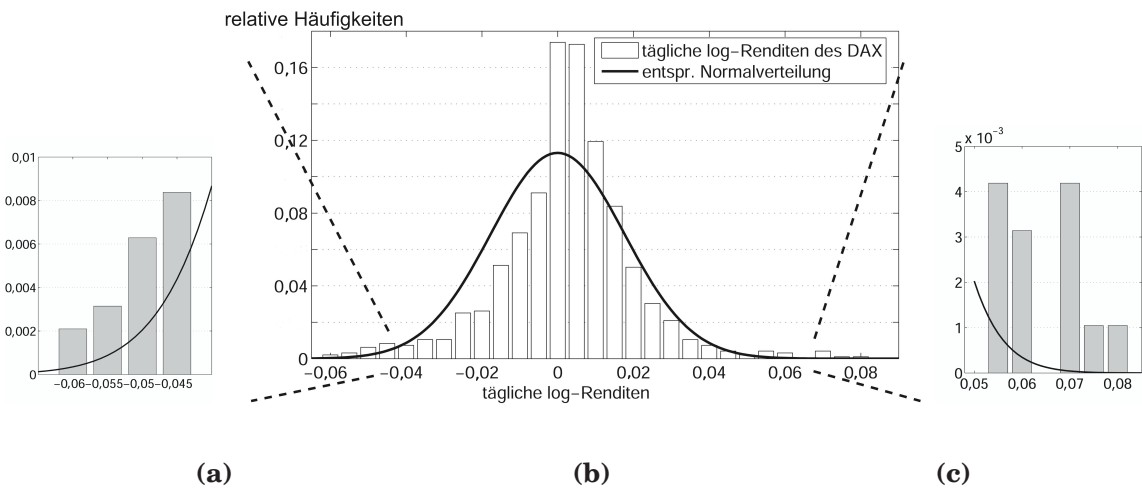 relative Häufigkeiten
tägliche log−Renditen des DAX
entspr. Normalverteilung
0,16
0,12
0,08
0,04
0
−0,06 −0,04 −0,02 0 0,02 0,04 0,06 0,08
tägliche log−Renditen
0,01
0,008
0,006
0,004
0,002
0
−0,06−0,055−0,05−0,045
5 x 10⁻³
4
3
2
1
0
0,05 0,06 0,07 0,08
(a) (b) (c)